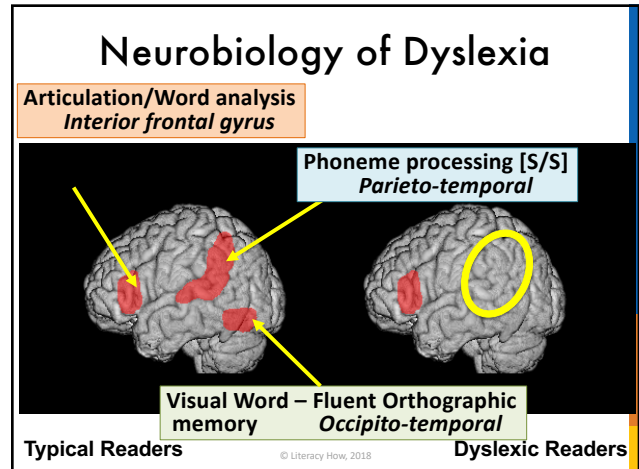 Neurobiology of Dyslexia
Articulation/Word analysis
Interior frontal gyrus
Phoneme processing [S/S]
Parieto-temporal
Visual Word – Fluent Orthographic
memory Occipito-temporal
Typical Readers
© Literacy How, 2018
Dyslexic Readers